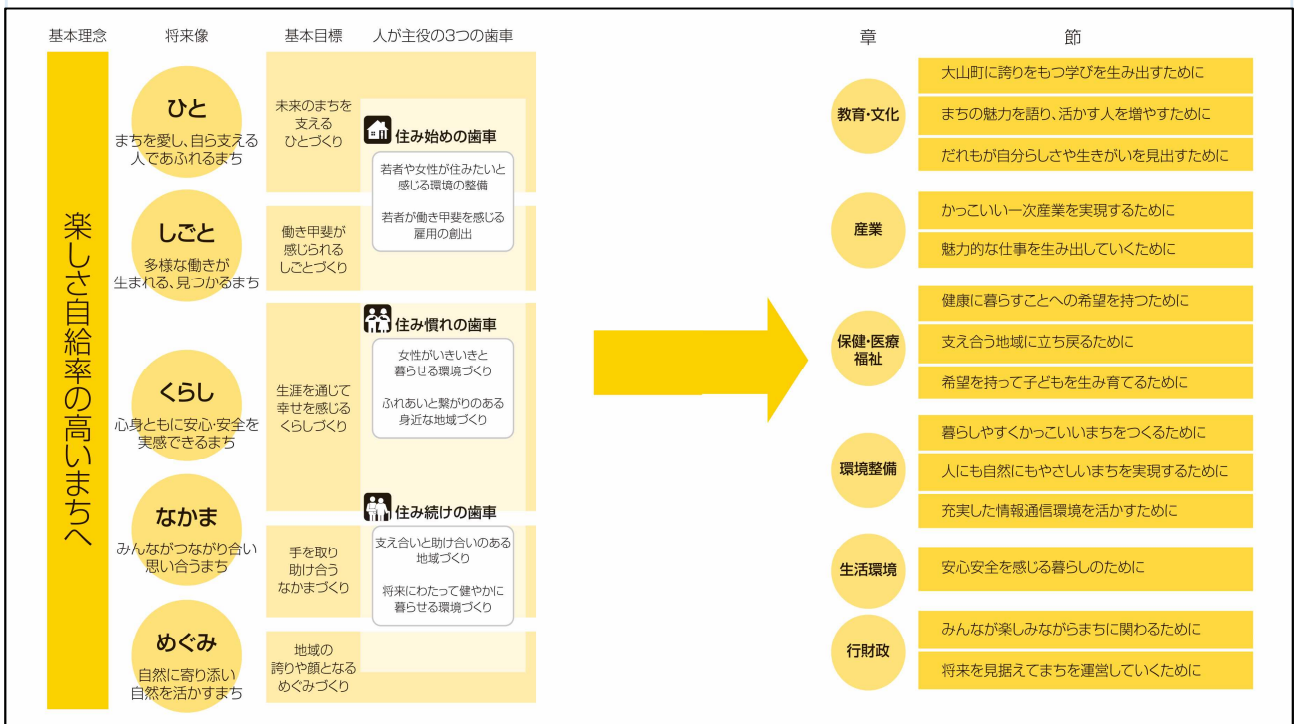 基本理念
将来像
基本目標
人が主役の3つの歯車
楽しさ自給率の高いまちへ
ひと
まちを愛し、自ら支える
人であふれるまち
しごと
多様な働きが
生まれる、見つかるまち
くらし
心身ともに安心・安全を
実感できるまち
なかま
みんながつながり合い
思い合うまち
めぐみ
自然に寄り添い
自然を活かすまち
未来のまちを
支える
ひとづくり
働き甲斐が
感じられる
しごとづくり
生涯を通じて
幸せを感じる
くらしづくり
手を取り
助け合う
なかまづくり
地域の
誇りや顔となる
めぐみづくり
住み始めの歯車
若者や女性が住みたいと
感じる環境の整備
若者が働き甲斐を感じる
雇用の創出
住み慣れの歯車
女性がいきいきと
暮らせる環境づくり
ふれあいと繋がりのある
身近な地域づくり
住み続けの歯車
支え合いと助け合いのある
地域づくり
将来にわたって健やかに
暮らせる環境づくり
章
節
教育・文化
大山町に誇りをもつ学びを生み出すために
まちの魅力を語り、活かす人を増やすために
だれもが自分らしさや生きがいを見出すために
産業
かっこいい一次産業を実現するために
魅力的な仕事を生み出していくために
保健・医療
福祉
健康に暮らすことへの希望を持つために
支え合う地域に立ち戻るために
希望を持って子どもを生み育てるために
環境整備
暮らしやすくかっこいいまちをつくるために
人にも自然にもやさしいまちを実現するために
充実した情報通信環境を活かすために
生活環境
安心安全を感じる暮らしのために
行財政
みんなが楽しみながらまちに関わるために
将来を見据えてまちを運営していくために